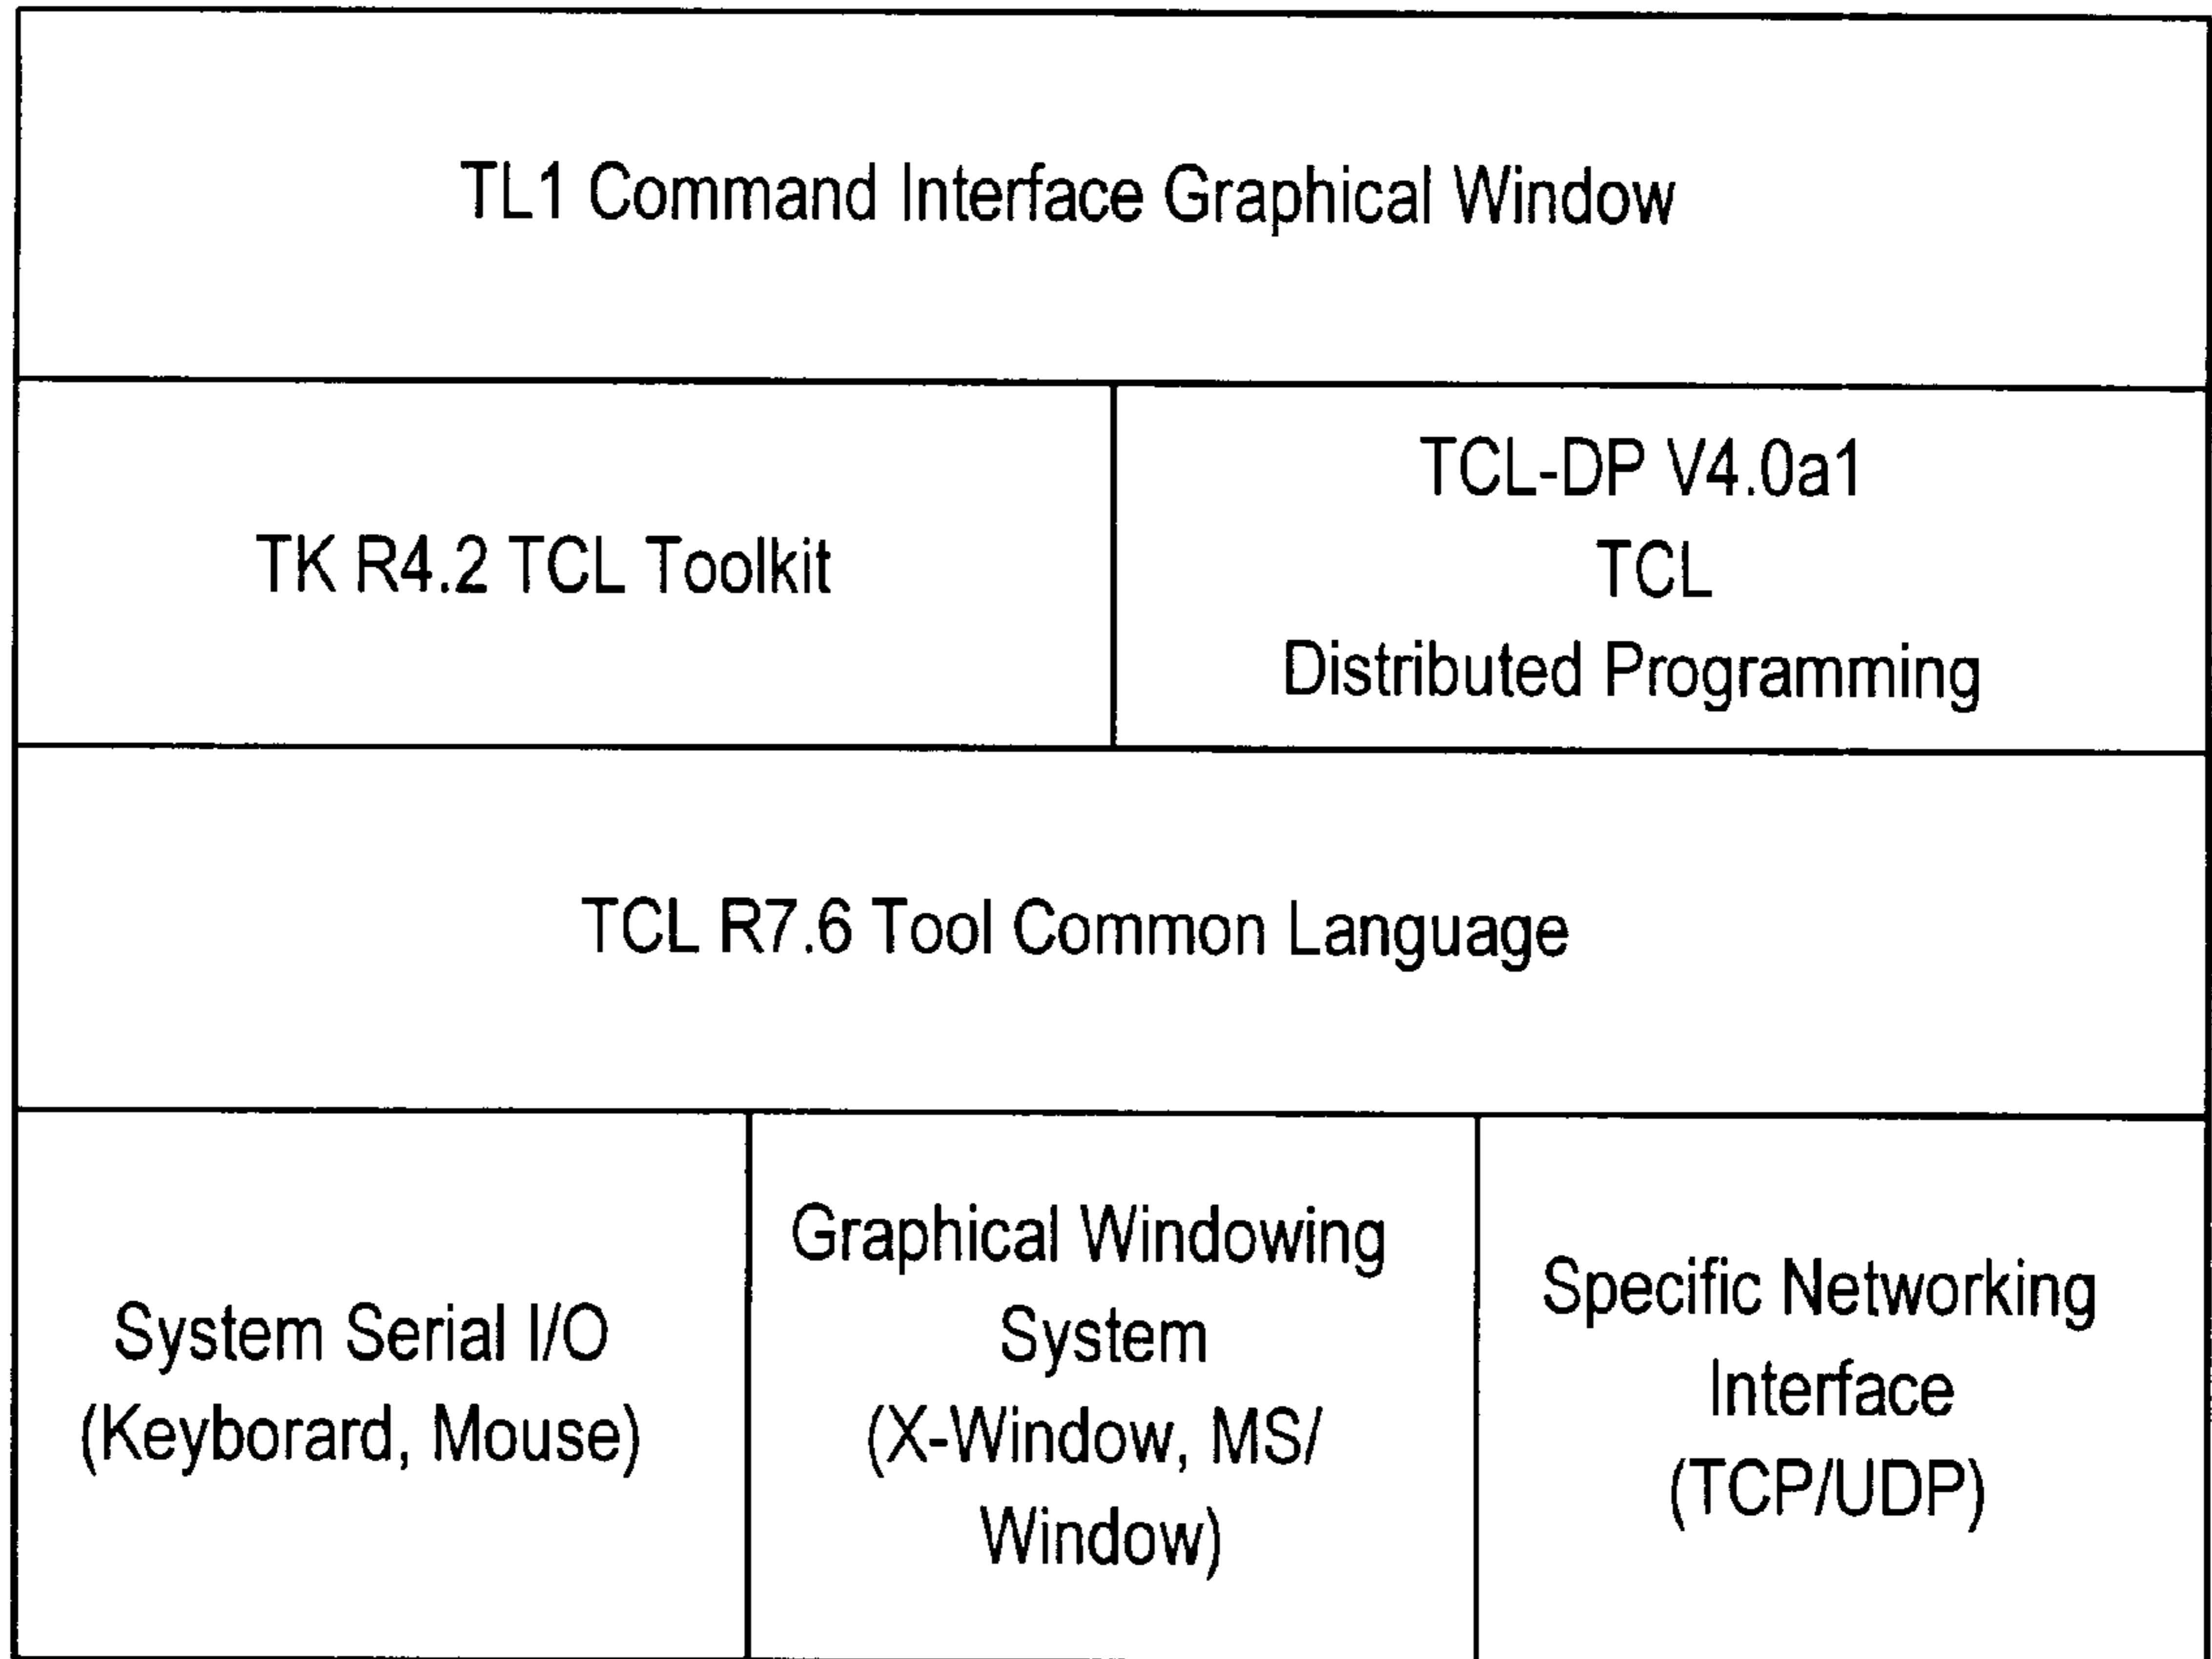 TL1 Command Interface Graphical Window
TK R4.2 TCL Toolkit
TCL-DP V4.0a1
TCL
Distributed Programming
TCL R7.6 Tool Common Language
System Serial I/O
(Keyborard, Mouse)
Graphical Windowing
System
(X-Window, MS/
Window)
Specific Networking
Interface
(TCP/UDP)